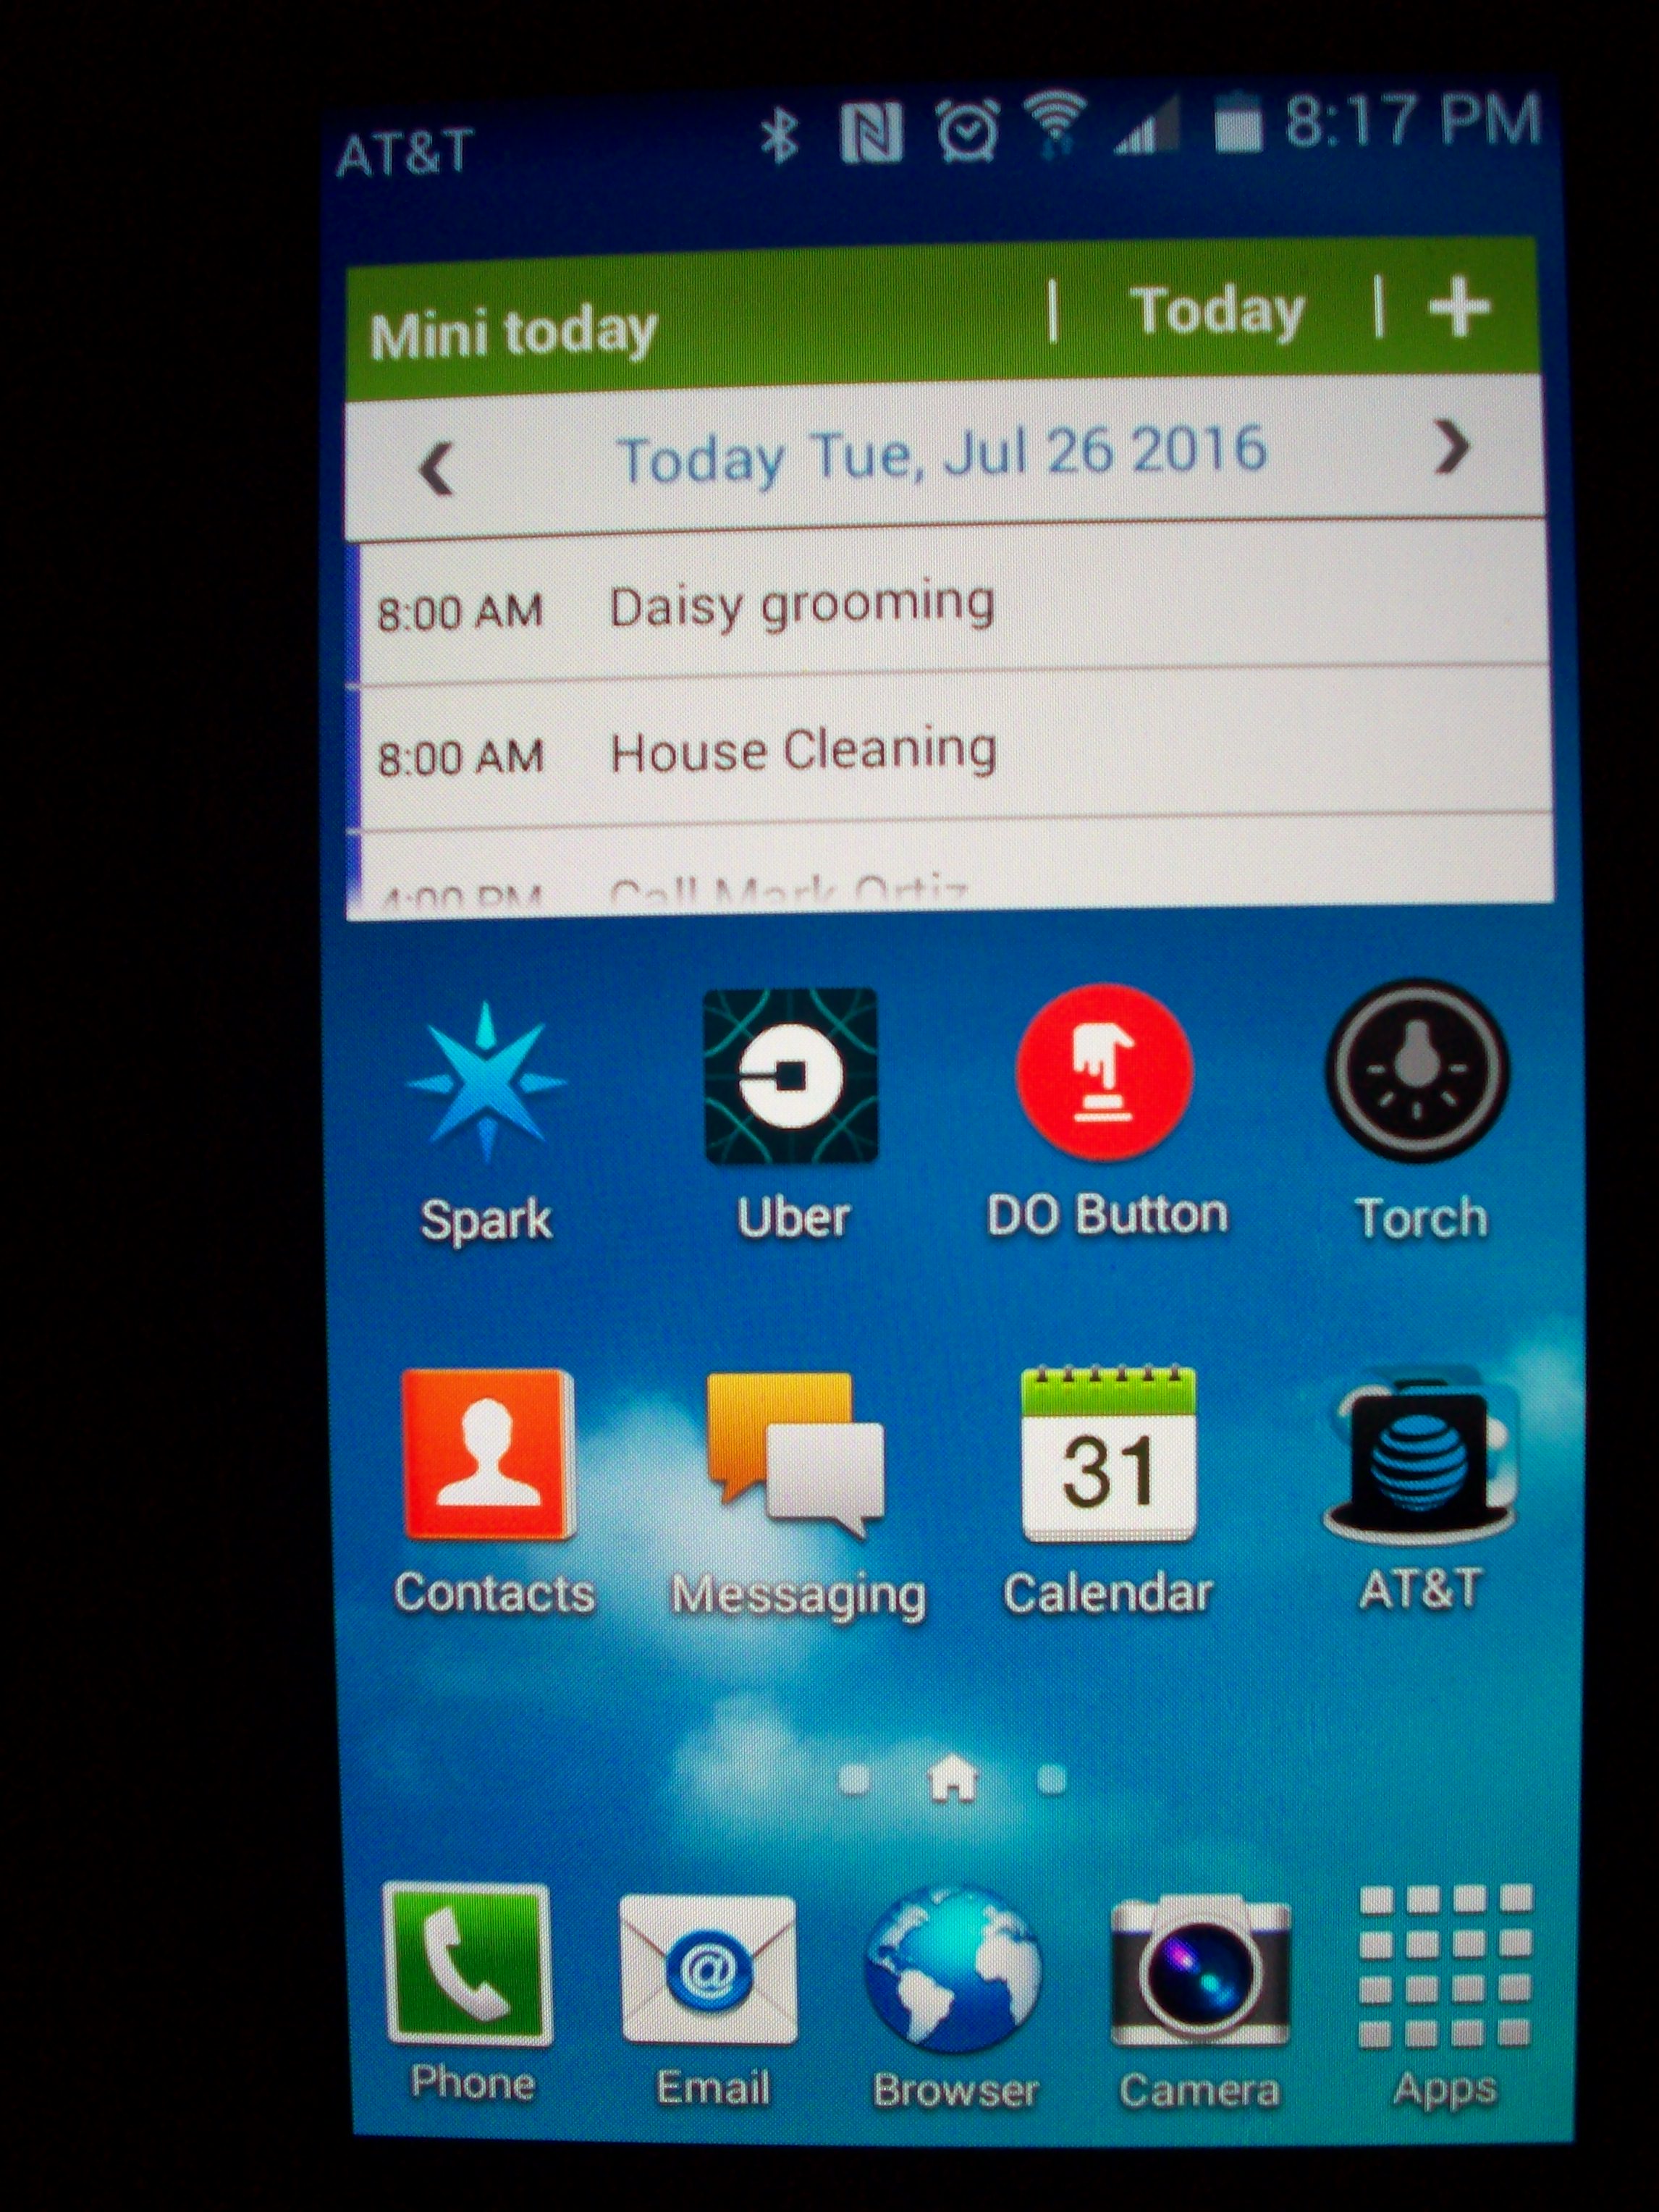 AT&T 8:17 PM
Mini today | Today | +
Today Tue, Jul 26 2016
8:00 AM Daisy grooming
8:00 AM House Cleaning
4:00 PM Call Mark Ortiz
Spark Uber DO Button Torch
31
Contacts Messaging Calendar AT&T
@
Phone Email Browser Camera Apps